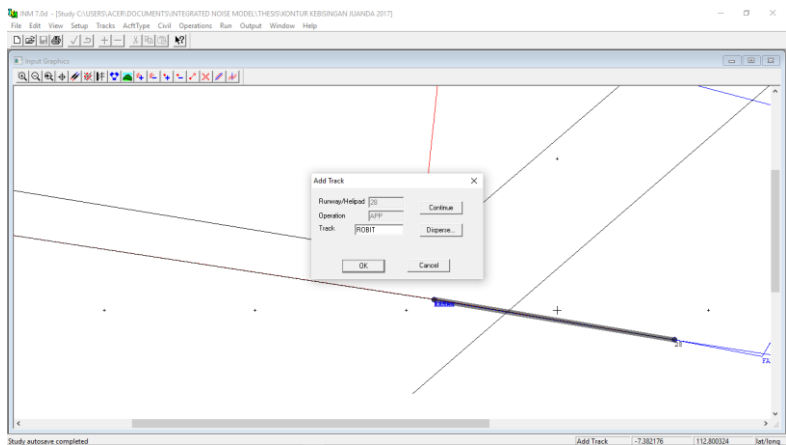 INM 7.0d - [Study C:\USERS\ACER\DOCUMENTS\INTEGRATED NOISE MODEL\THESIS\KONTUR KEBISINGAN JUANDA 2017]
File Edit View Setup Tracks AcftType Civil Operations Run Output Window Help
Input Graphics
Add Track
Runway/Helipad 28
Continue
Operation APP
Track ROBIT
Disperse...
OK Cancel
28
Study autosave completed Add Track -7.382176 112.800324 lat/long